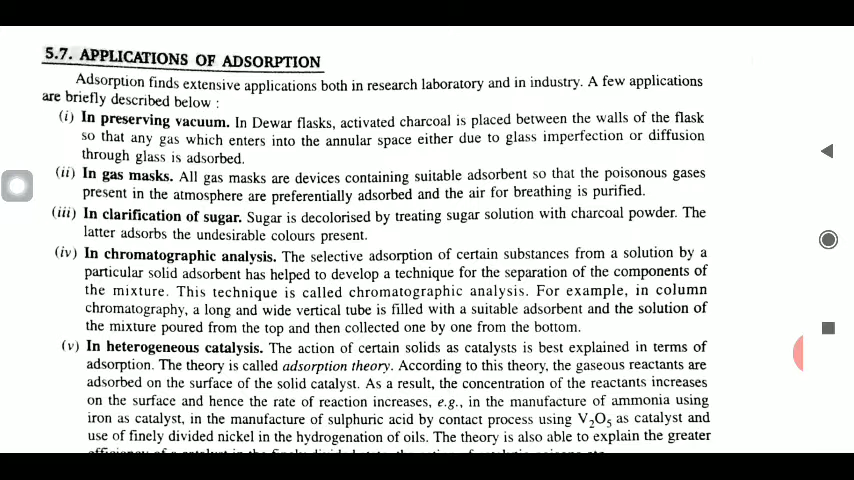 5.7. APPLICATIONS OF ADSORPTION
Adsorption finds extensive applications both in research laboratory and in industry. A few applications
are briefly described below :
(i) In preserving vacuum. In Dewar flasks, activated charcoal is placed between the walls of the flask
so that any gas which enters into the annular space either due to glass imperfection or diffusion
through glass is adsorbed.
(ii) In gas masks. All gas masks are devices containing suitable adsorbent so that the poisonous gases
present in the atmosphere are preferentially adsorbed and the air for breathing is purified.
(iii) In clarification of sugar. Sugar is decolorised by treating sugar solution with charcoal powder. The
latter adsorbs the undesirable colours present.
(iv) In chromatographic analysis. The selective adsorption of certain substances from a solution by a
particular solid adsorbent has helped to develop a technique for the separation of the components of
the mixture. This technique is called chromatographic analysis. For example, in column
chromatography, a long and wide vertical tube is filled with a suitable adsorbent and the solution of
the mixture poured from the top and then collected one by one from the bottom.
(v) In heterogeneous catalysis. The action of certain solids as catalysts is best explained in terms of
adsorption. The theory is called adsorption theory. According to this theory, the gaseous reactants are
adsorbed on the surface of the solid catalyst. As a result, the concentration of the reactants increases
on the surface and hence the rate of reaction increases, e.g., in the manufacture of ammonia using
iron as catalyst, in the manufacture of sulphuric acid by contact process using V₂O₅ as catalyst and
use of finely divided nickel in the hydrogenation of oils. The theory is also able to explain the greater